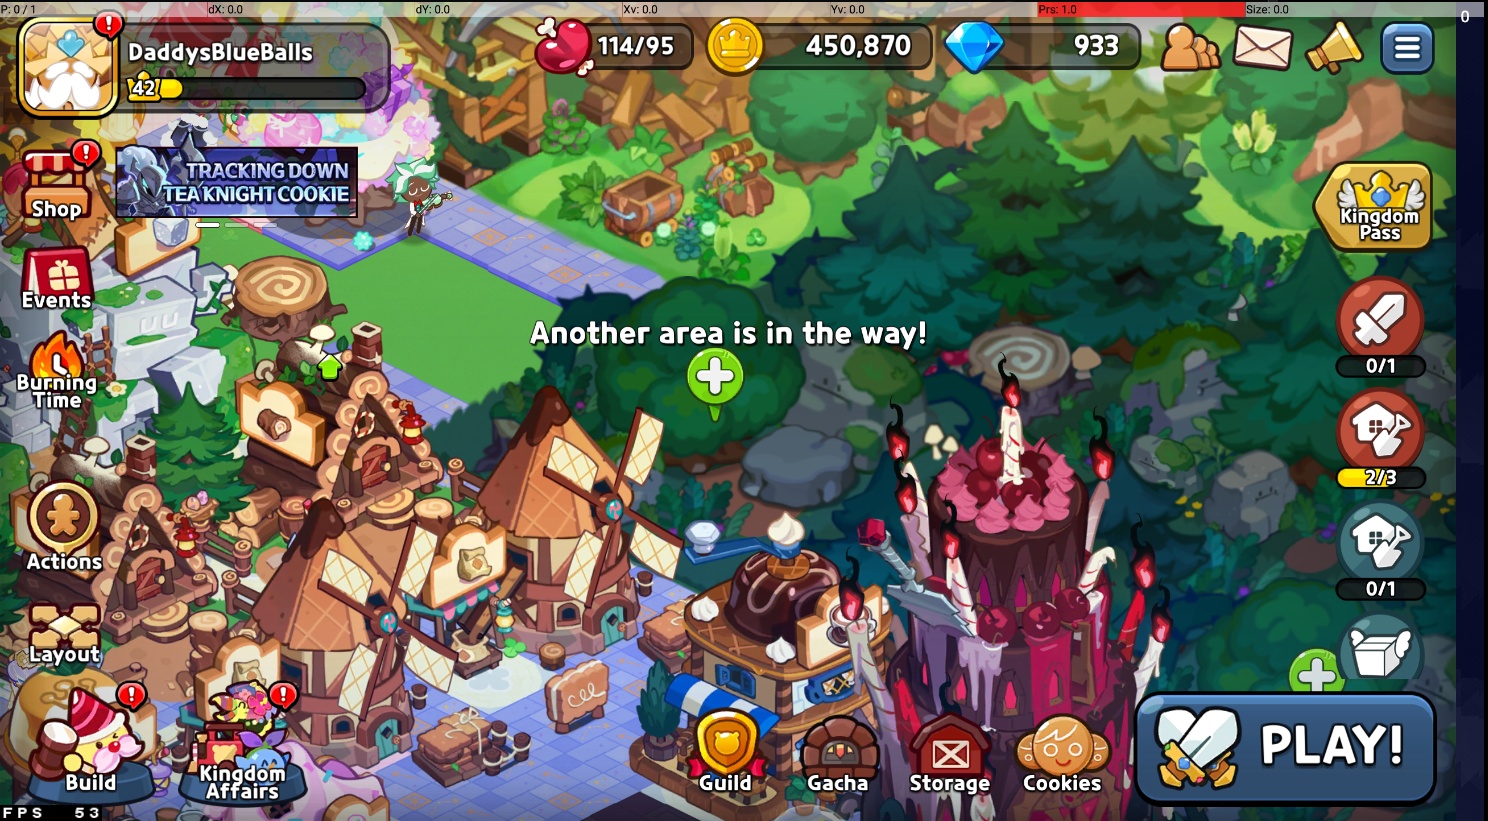 P: 0 / 1
dX: 0.0
dY: 0.0
Xv: 0.0
Yv: 0.0
Prs: 1.0
Size: 0.0
0
DaddysBlueBalls
42
114/95
450,870
933
TRACKING DOWN
TEA KNIGHT COOKIE
Shop
Kingdom
Pass
Events
Another area is in the way!
0/1
Burning
Time
2/3
Actions
0/1
Layout
PLAY!
Build
Kingdom
Affairs
Guild
Gacha
Storage
Cookies
FPS 53